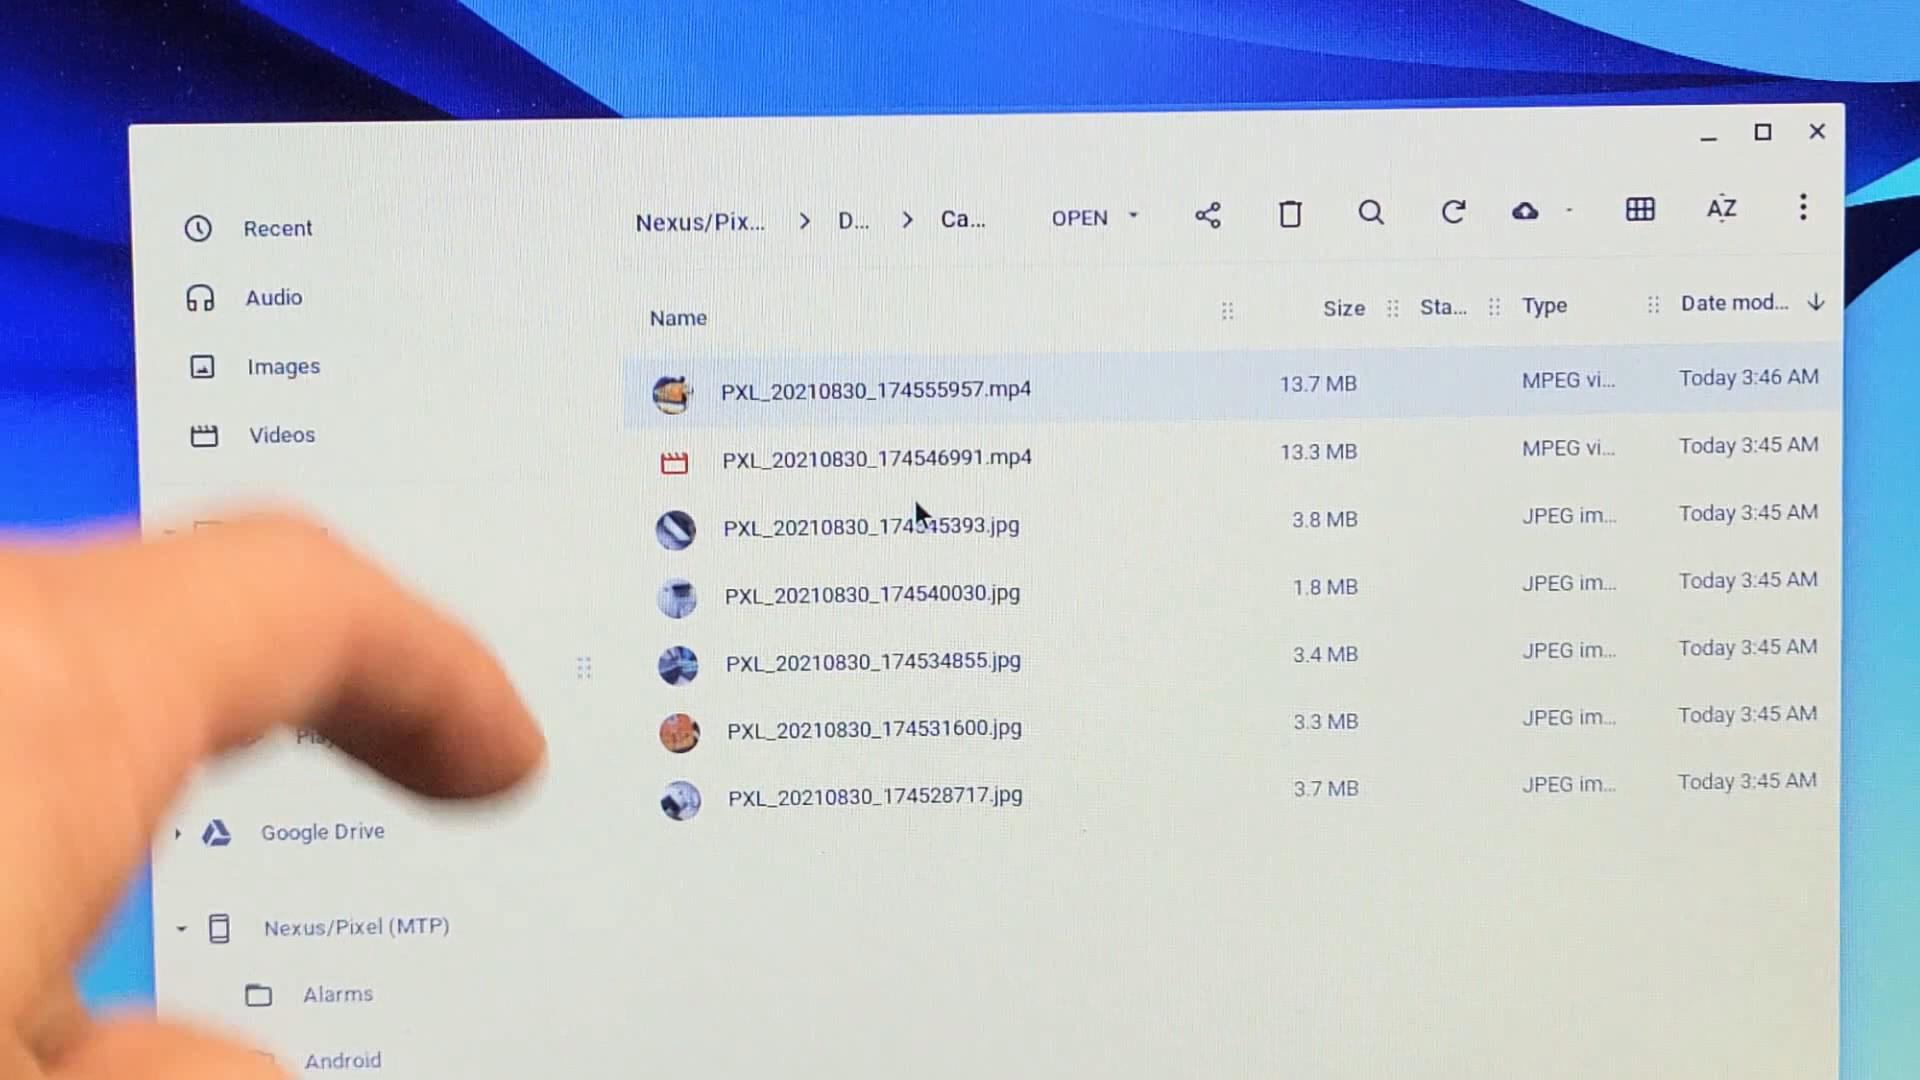 Recent
Audio
Images
Videos
Google Drive
Nexus/Pixel (MTP)
Alarms
Android
Nexus/Pix... > D... > Ca... OPEN AZ
Name Size Sta... Type Date mod...
PXL_20210830_174555957.mp4 13.7 MB MPEG vi... Today 3:46 AM
PXL_20210830_174546991.mp4 13.3 MB MPEG vi... Today 3:45 AM
PXL_20210830_174545393.jpg 3.8 MB JPEG im... Today 3:45 AM
PXL_20210830_174540030.jpg 1.8 MB JPEG im... Today 3:45 AM
PXL_20210830_174534855.jpg 3.4 MB JPEG im... Today 3:45 AM
PXL_20210830_174531600.jpg 3.3 MB JPEG im... Today 3:45 AM
PXL_20210830_174528717.jpg 3.7 MB JPEG im... Today 3:45 AM